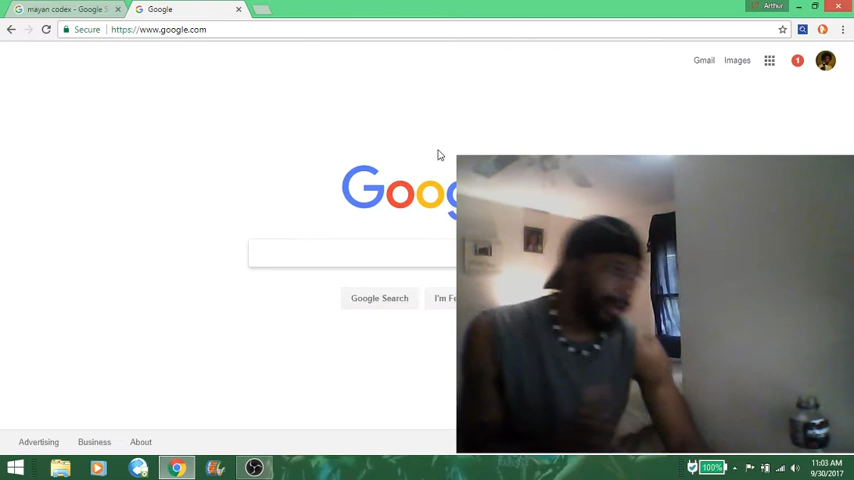 mayan codex - Google S
Google
Arthur
Secure
https://www.google.com
Gmail
Images
1
Goog
Google Search
I'm Fe
Advertising
Business
About
100%
11:03 AM
9/30/2017